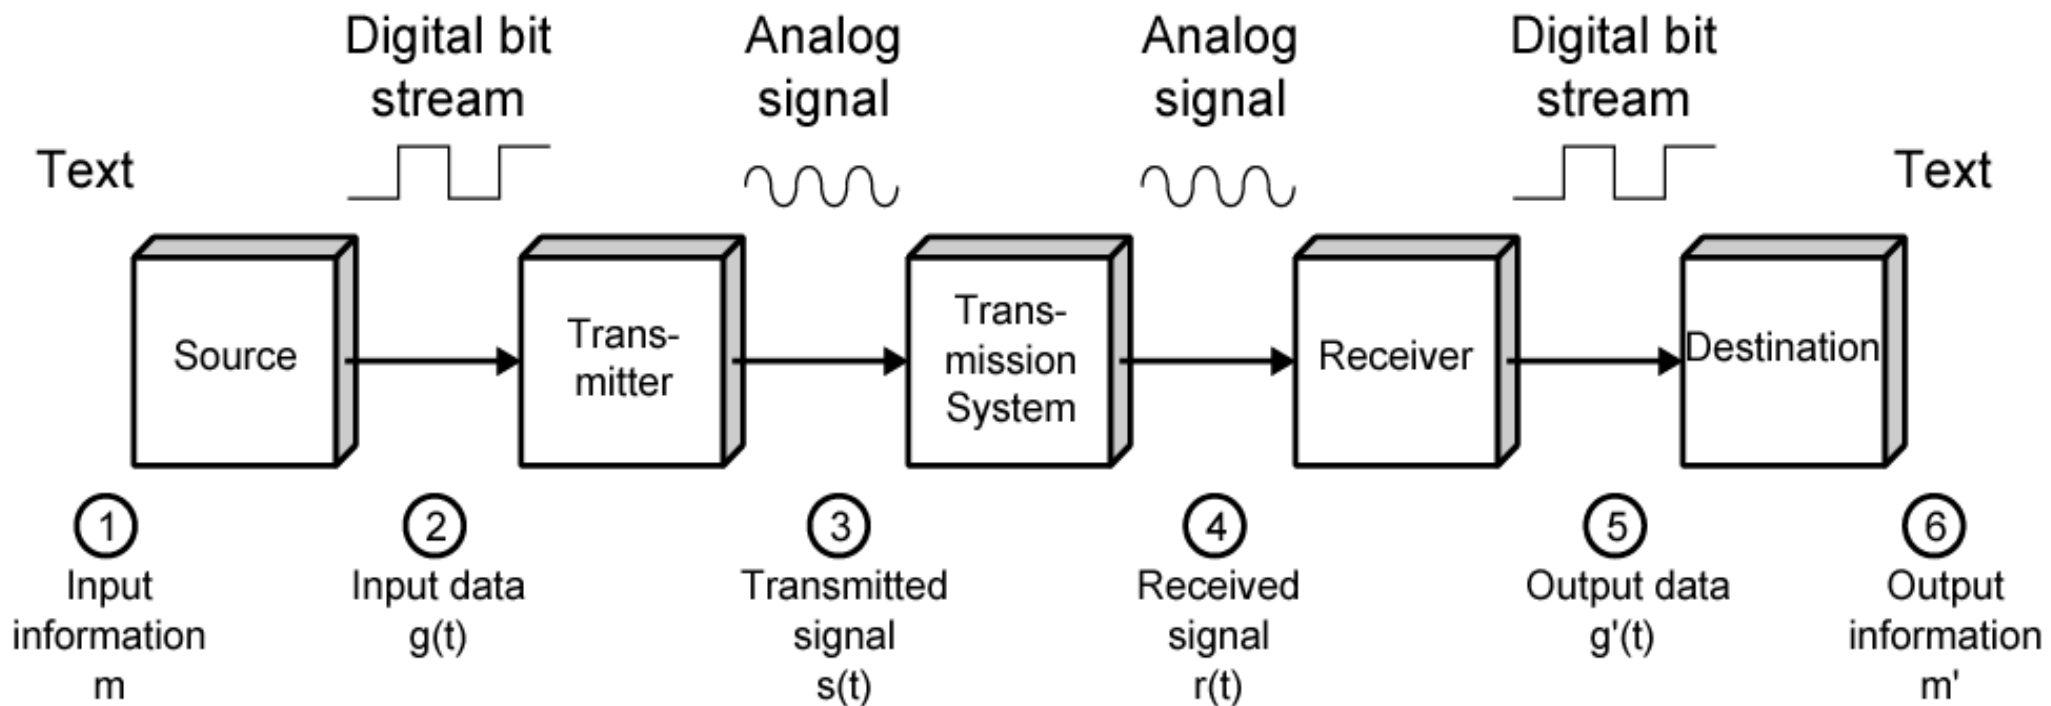 Digital bit
stream
Analog
signal
Analog
signal
Digital bit
stream
Text
Text
Source
Trans-
mitter
Trans-
mission
System
Receiver
Destination
1
Input
information
m
2
Input data
g(t)
3
Transmitted
signal
s(t)
4
Received
signal
r(t)
5
Output data
g'(t)
6
Output
information
m'